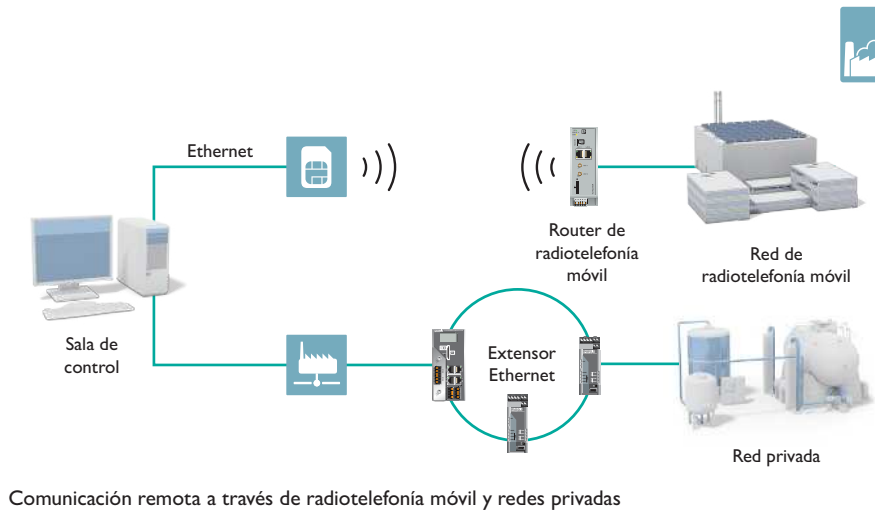 Ethernet
Router de
radiotelefonía
móvil
Red de
radiotelefonía móvil
Sala de
control
Extensor
Ethernet
Red privada
Comunicación remota a través de radiotelefonía móvil y redes privadas